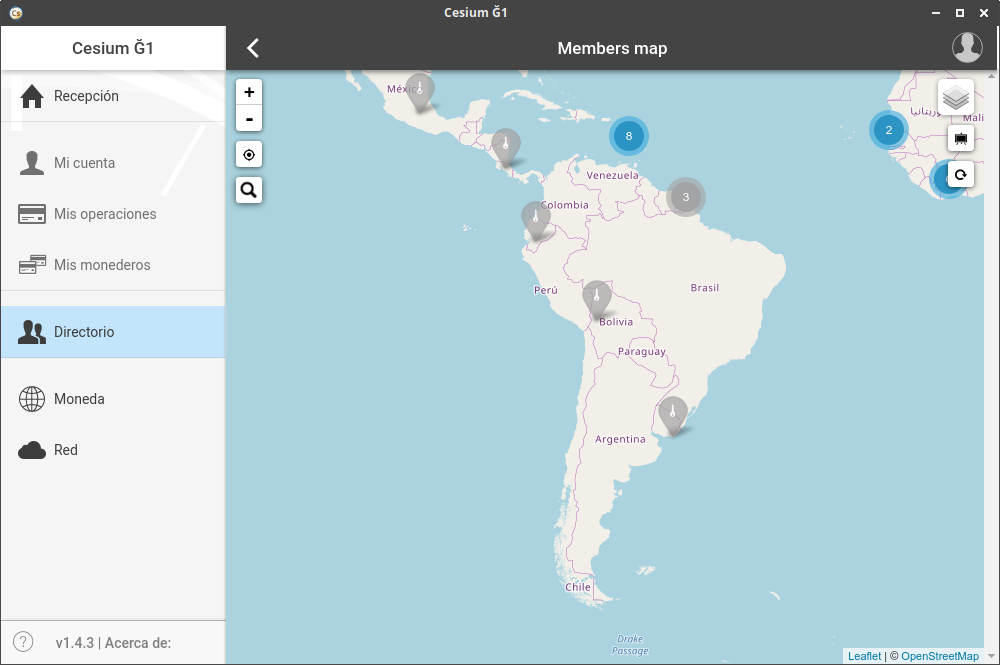 Cesium Ğ1
Cesium Ğ1
Members map
Recepción
Mi cuenta
Mis operaciones
Mis monederos
Directorio
Moneda
Red
v1.4.3 | Acerca de:
+
-
8
2
3
Mali
Venezuela
Colombia
Perú
Brasil
Bolivia
Paraguay
Argentina
Chile
Drake
Passage
Leaflet | © OpenStreetMap